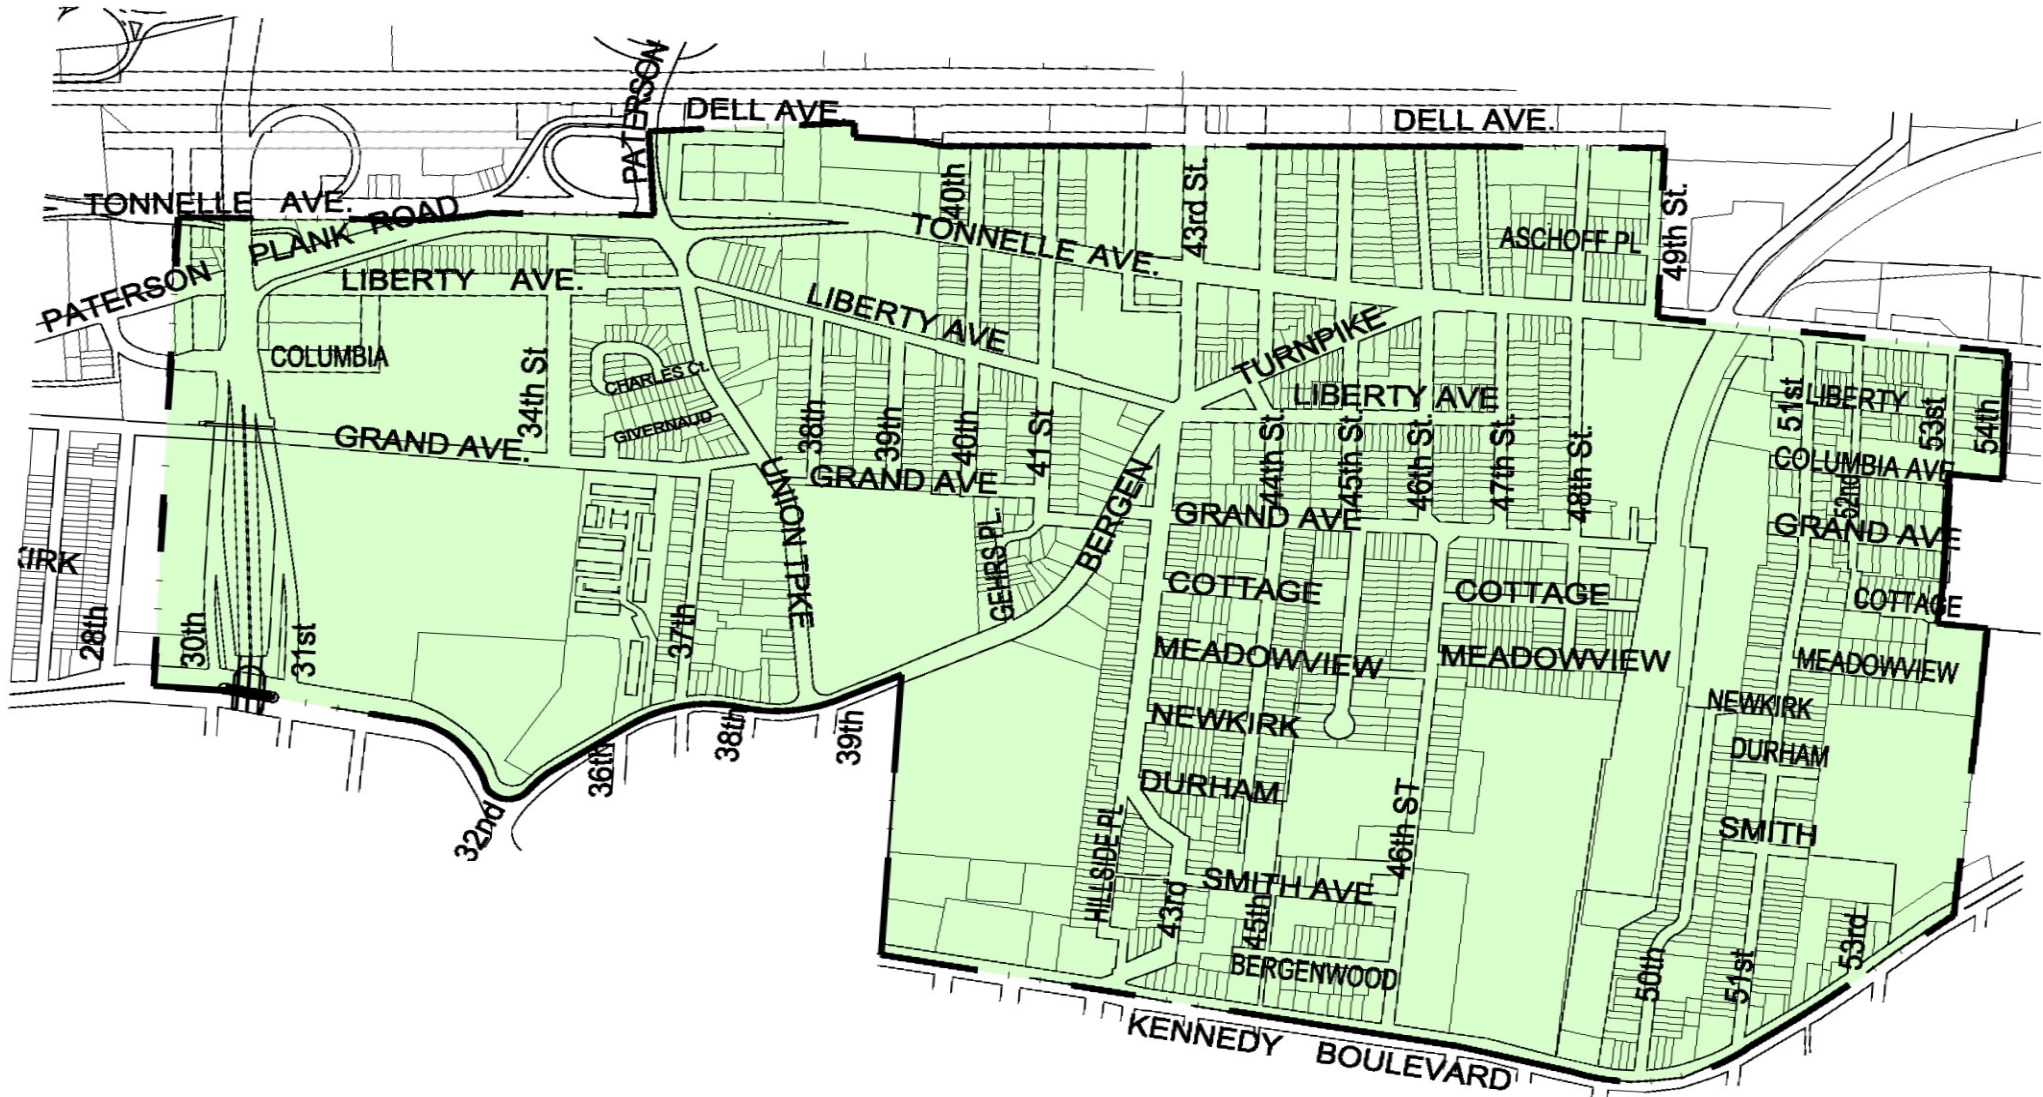 PATERSON
DELL AVE.
DELL AVE.
TONNELLE AVE.
PLANK ROAD
PATERSON
40th
43rd St.
49th St.
TONNELLE AVE.
ASCHOFF PL
LIBERTY AVE.
LIBERTY AVE
COLUMBIA
34th St
CHARLES Ct.
GIVERNAUD
TURNPIKE
LIBERTY AVE
51st
LIBERTY
53rd
54th
GRAND AVE.
38th
39th
40th
41 St
44th St.
45th St.
46th St.
47th St.
48th St.
COLUMBIA AVE
52nd
UNION TPKE
GRAND AVE
BERGEN
GRAND AVE
GRAND AVE
KIRK
GEHRS PL.
COTTAGE
COTTAGE
COTTAGE
28th
30th
31st
37th
MEADOWVIEW
MEADOWVIEW
MEADOWVIEW
NEWKIRK
NEWKIRK
38th
39th
36th
32nd
DURHAM
DURHAM
46th ST
SMITH
HILLSIDE PL
43rd
SMITH AVE
45th
BERGENWOOD
50th
51st
53rd
KENNEDY BOULEVARD